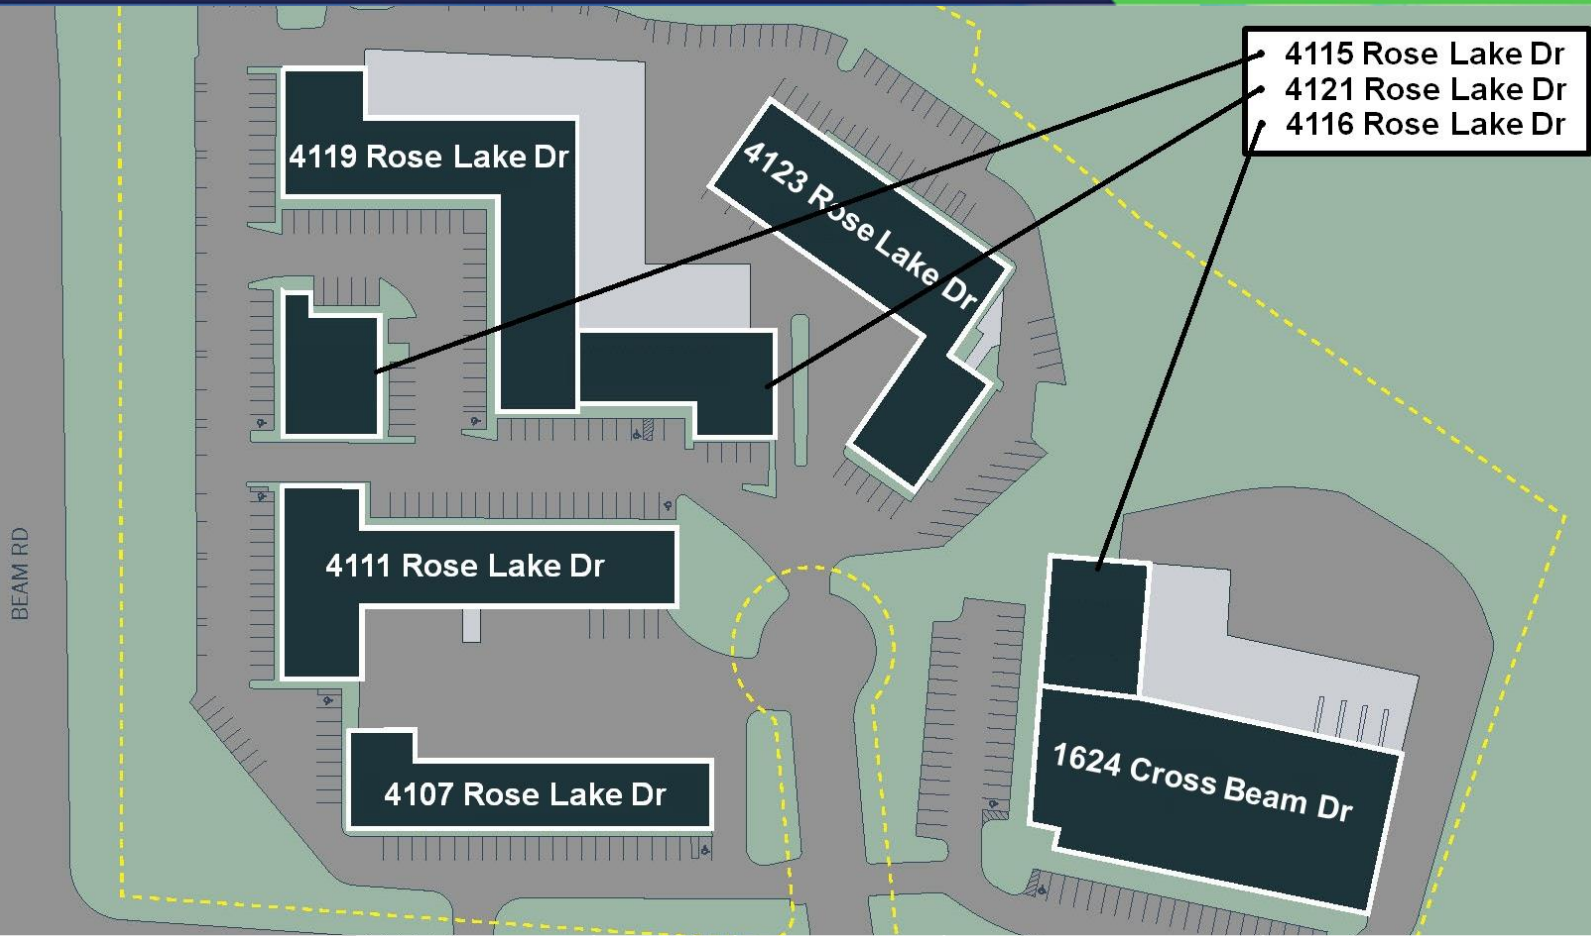 4115 Rose Lake Dr
4121 Rose Lake Dr
4116 Rose Lake Dr
4119 Rose Lake Dr
4123 Rose Lake Dr
4111 Rose Lake Dr
BEAM RD
4107 Rose Lake Dr
1624 Cross Beam Dr